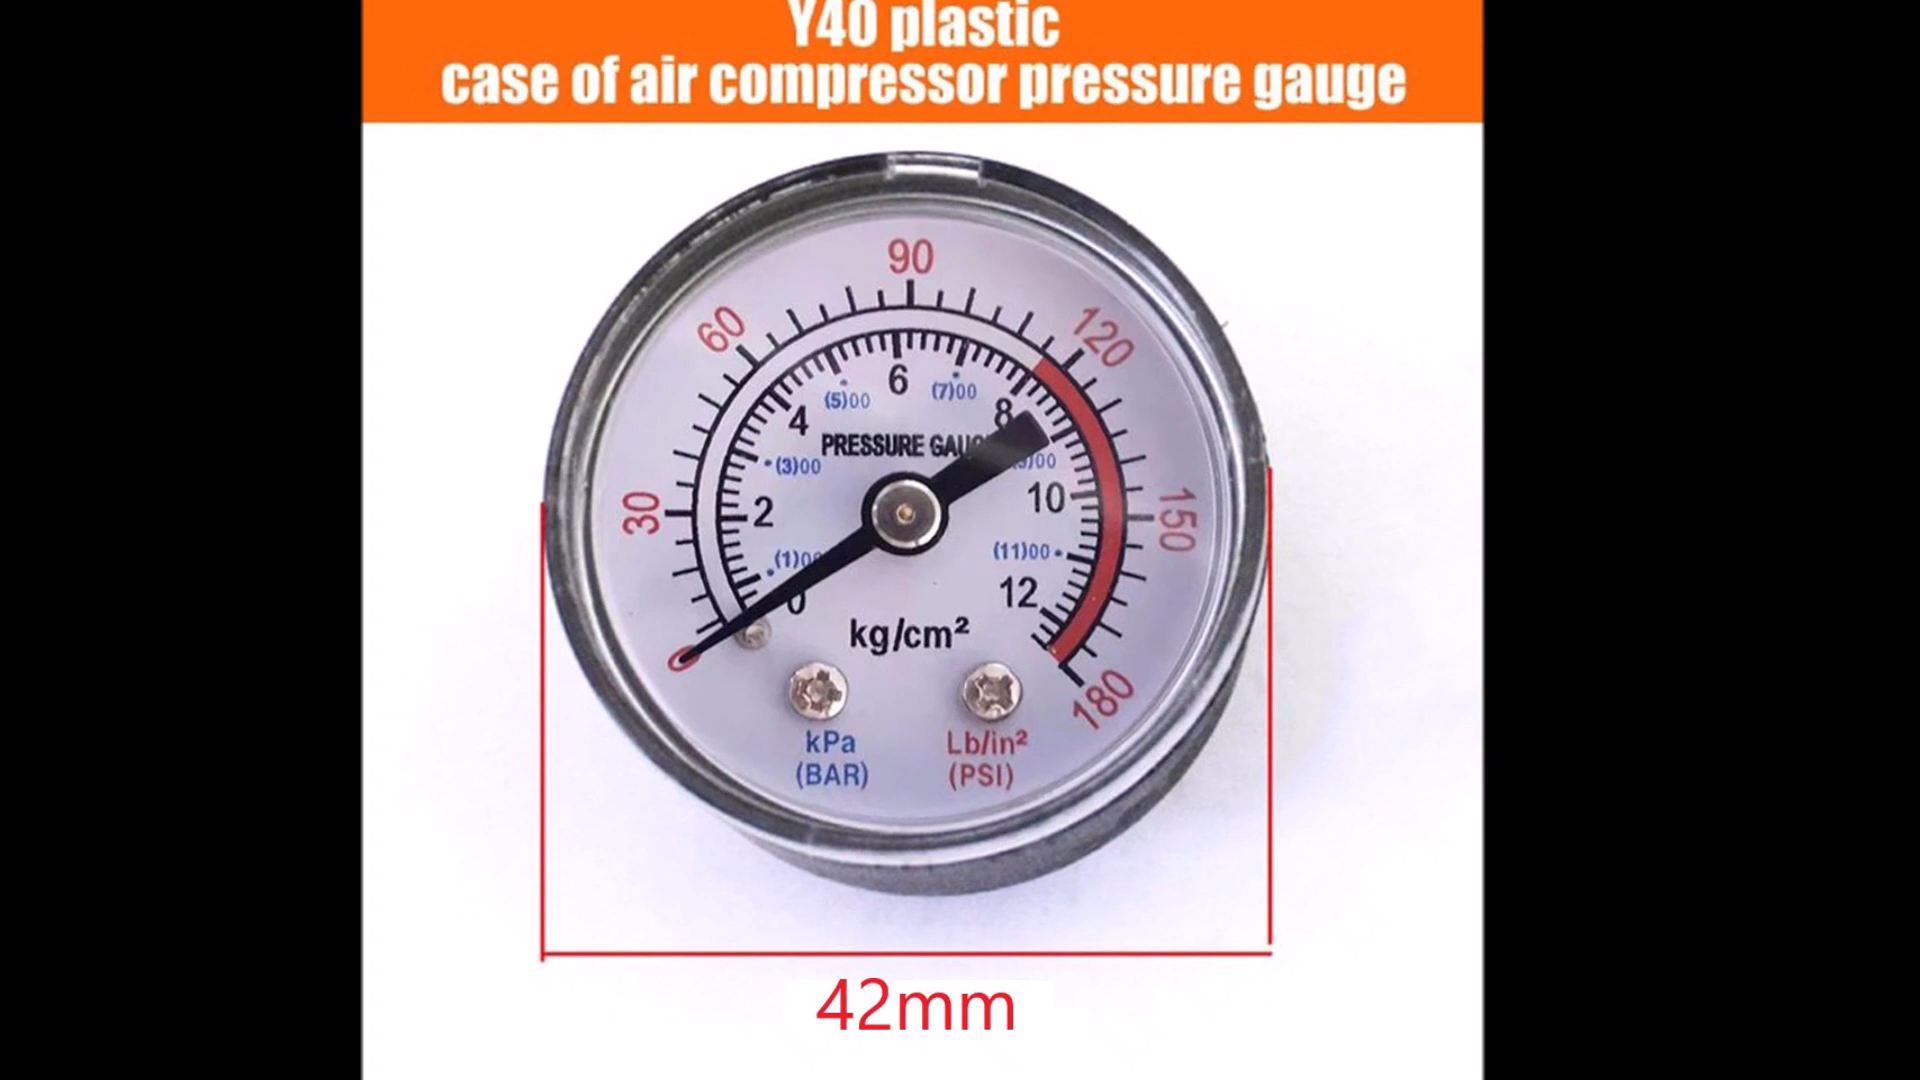 Y40 plastic
case of air compressor pressure gauge
90
60
120
6
(5)00
(7)00
4
8
PRESSURE
(3)00
30
2
10
150
(11)00
12
0
kg/cm²
0
180
kPa
Lb/in²
(BAR)
(PSI)
42mm